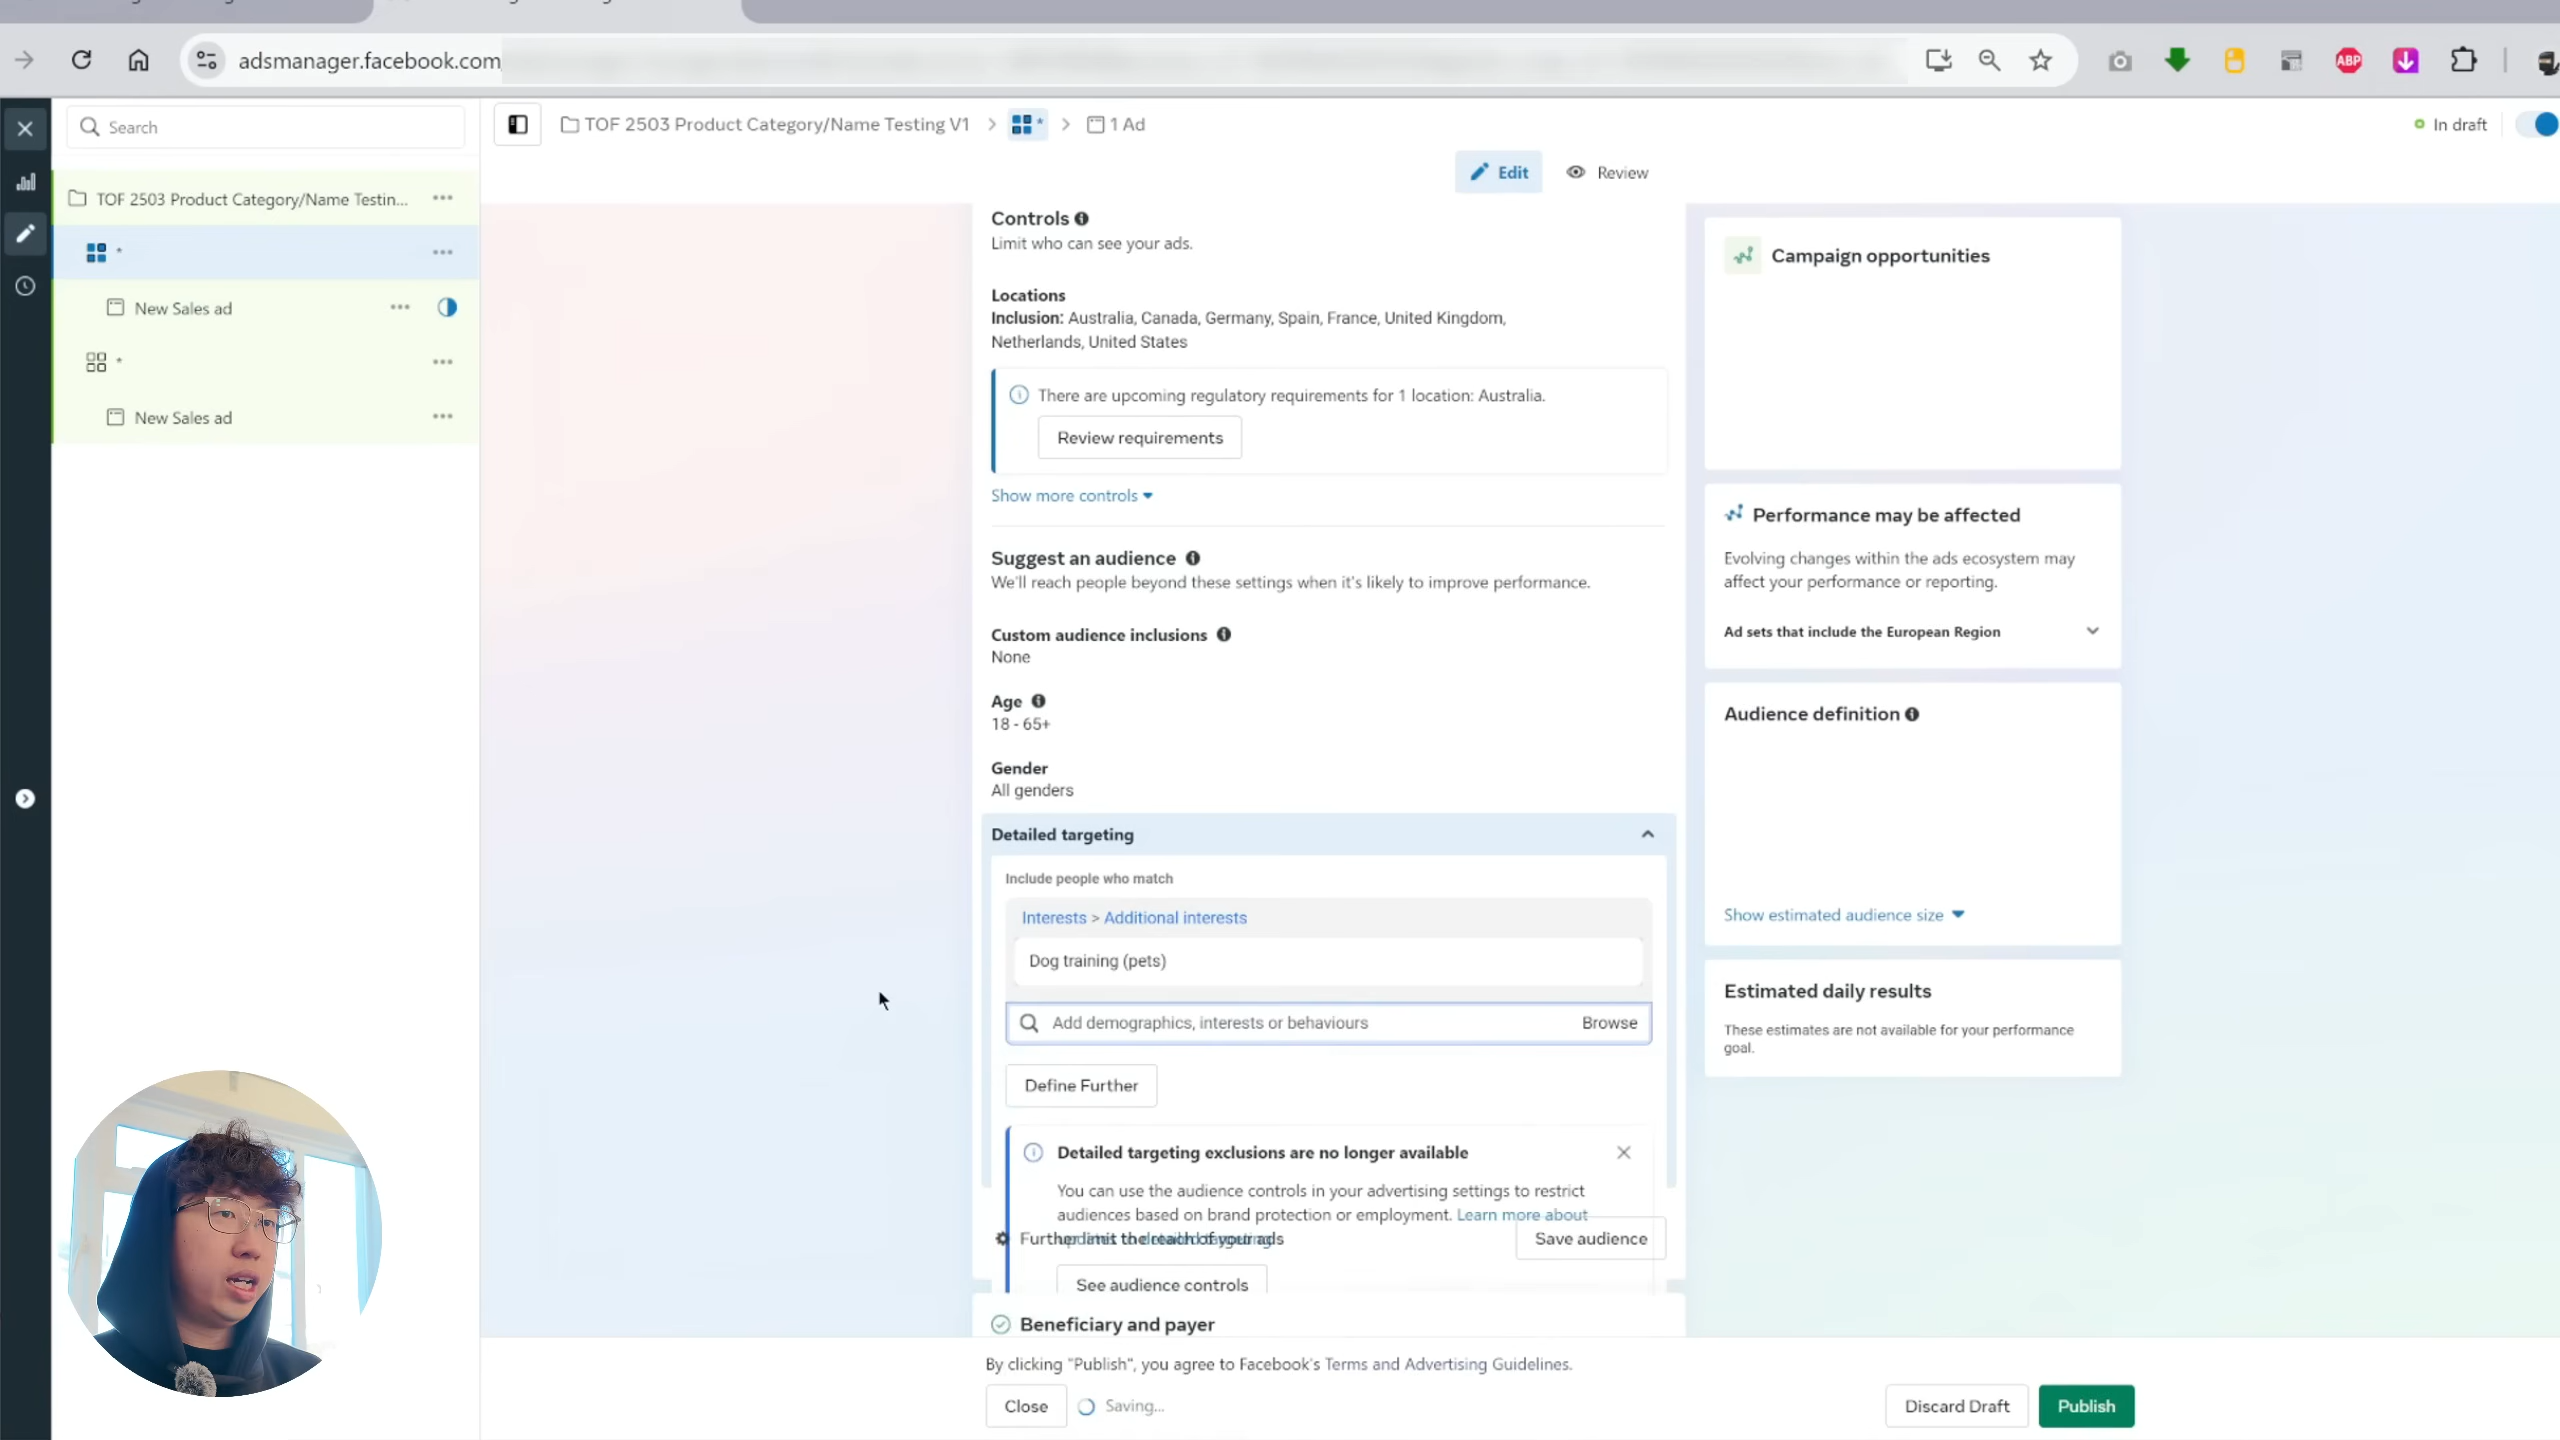 adsmanager.facebook.com
ABP
Search
TOF 2503 Product Category/Name Testing V1
*
1 Ad
In draft
Edit
Review
TOF 2503 Product Category/Name Testin...
*
New Sales ad
*
New Sales ad
Controls
Limit who can see your ads.
Locations
Inclusion: Australia, Canada, Germany, Spain, France, United Kingdom,
Netherlands, United States
There are upcoming regulatory requirements for 1 location: Australia.
Review requirements
Show more controls
Suggest an audience
We'll reach people beyond these settings when it's likely to improve performance.
Custom audience inclusions
None
Age
18 - 65+
Gender
All genders
Detailed targeting
Include people who match
Interests > Additional interests
Dog training (pets)
Add demographics, interests or behaviours
Browse
Define Further
Detailed targeting exclusions are no longer available
You can use the audience controls in your advertising settings to restrict
audiences based on brand protection or employment. Learn more about
Further limit the reach of your ads
Save audience
See audience controls
Beneficiary and payer
By clicking "Publish", you agree to Facebook's Terms and Advertising Guidelines.
Close
Saving...
Discard Draft
Publish
Campaign opportunities
Performance may be affected
Evolving changes within the ads ecosystem may
affect your performance or reporting.
Ad sets that include the European Region
Audience definition
Show estimated audience size
Estimated daily results
These estimates are not available for your performance
goal.